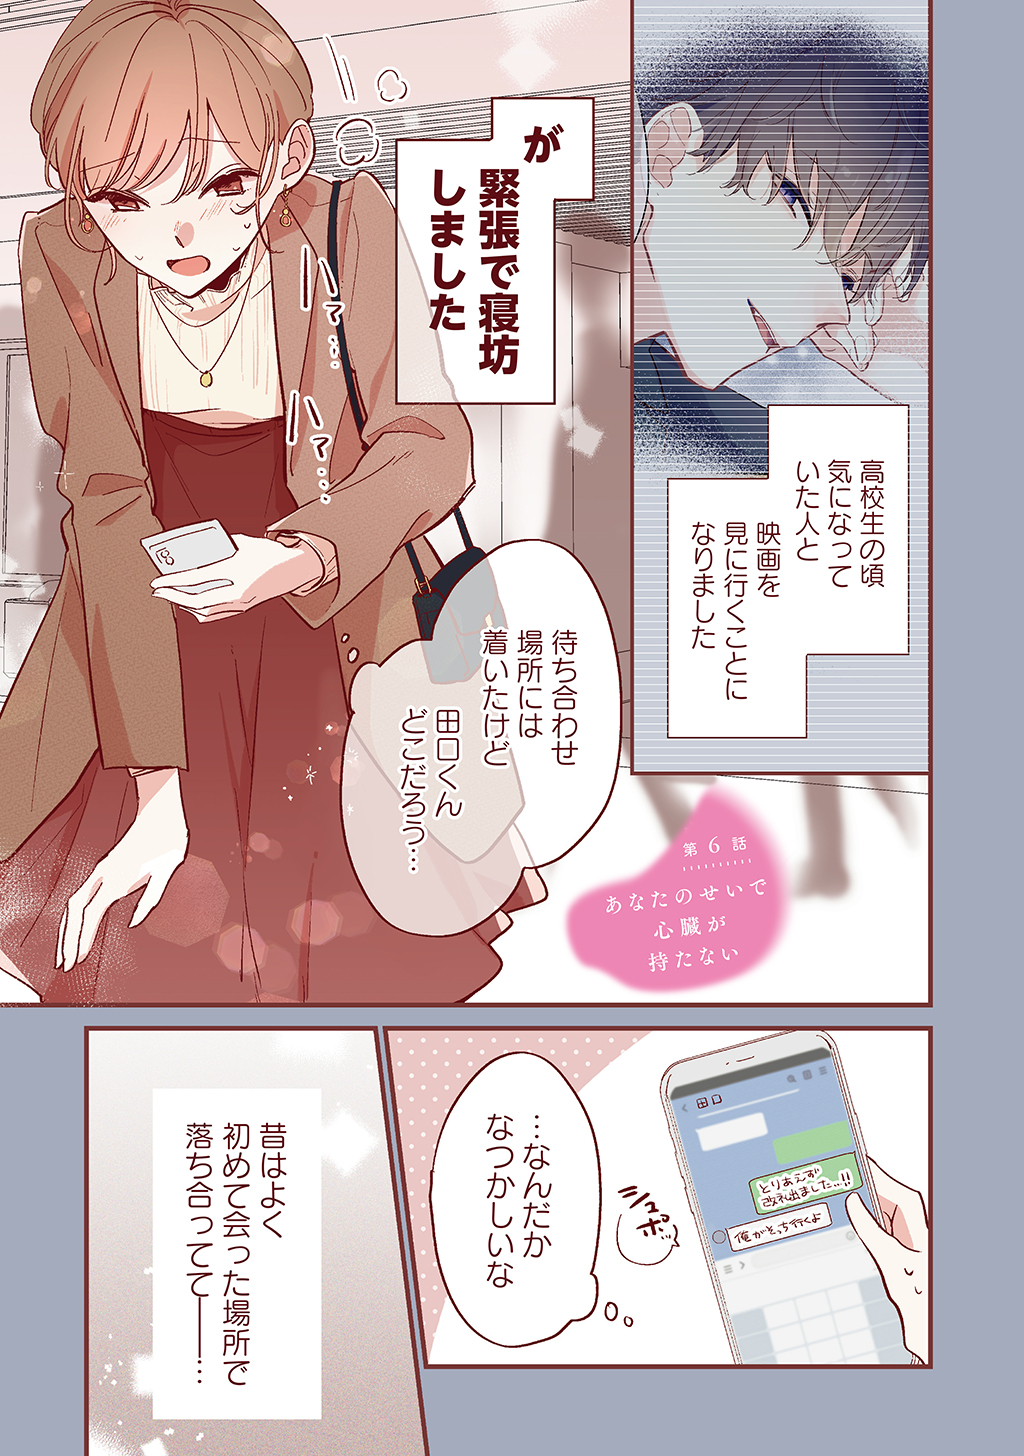 高校生の頃
気になって
いた人と
映画を
見に行くことに
なりました
が
緊張で寝坊
しました
ハァ…
ハァ…
待ち合わせ
場所には
着いたけど
田口くん
どこだろう…
第6話
あなたのせいで
心臓が
持たない
田口
とりあえず
改札出ました…!!
俺がそっち行くよ
シュポッ
…なんだか
なつかしいな
昔はよく
初めて会った場所で
落ち合ってて――…